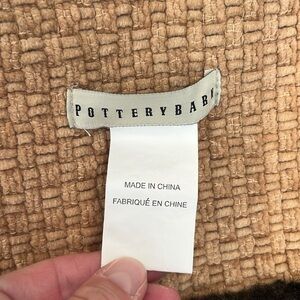 POTTERYBARN
MADE IN CHINA
FABRIQUÉ EN CHINE